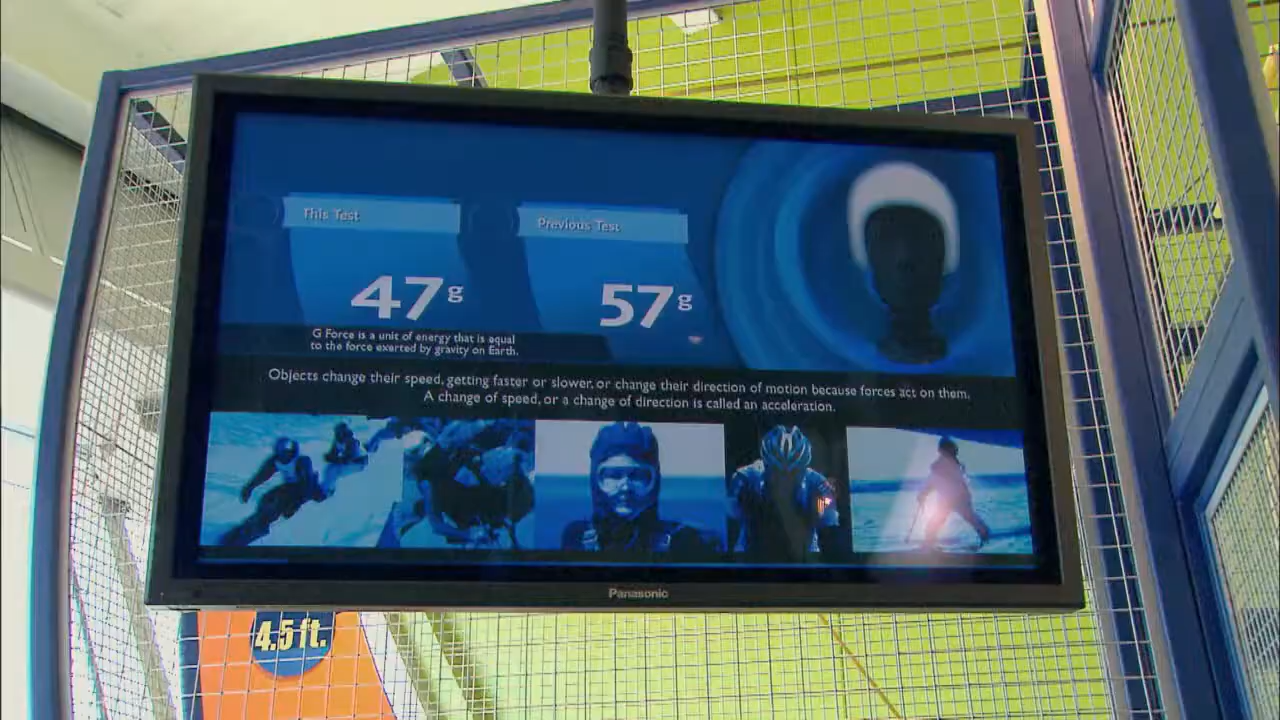 This Test
Previous Test
47g
57g
G Force is a unit of energy that is equal
to the force exerted by gravity on Earth.
Objects change their speed, getting faster or slower, or change their direction of motion because forces act on them.
A change of speed, or a change of direction is called an acceleration.
Panasonic
4.5 ft.